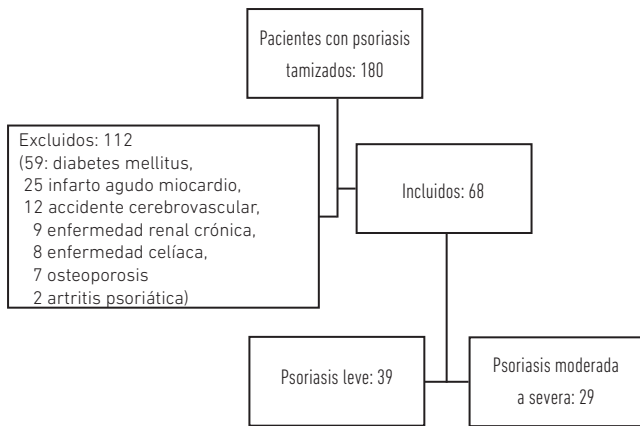 Pacientes con psoriasis
tamizados: 180
Excluidos: 112
(59: diabetes mellitus,
25 infarto agudo miocardio,
12 accidente cerebrovascular,
9 enfermedad renal crónica,
8 enfermedad celíaca,
7 osteoporosis
2 artritis psoriática)
Incluidos: 68
Psoriasis leve: 39
Psoriasis moderada
a severa: 29